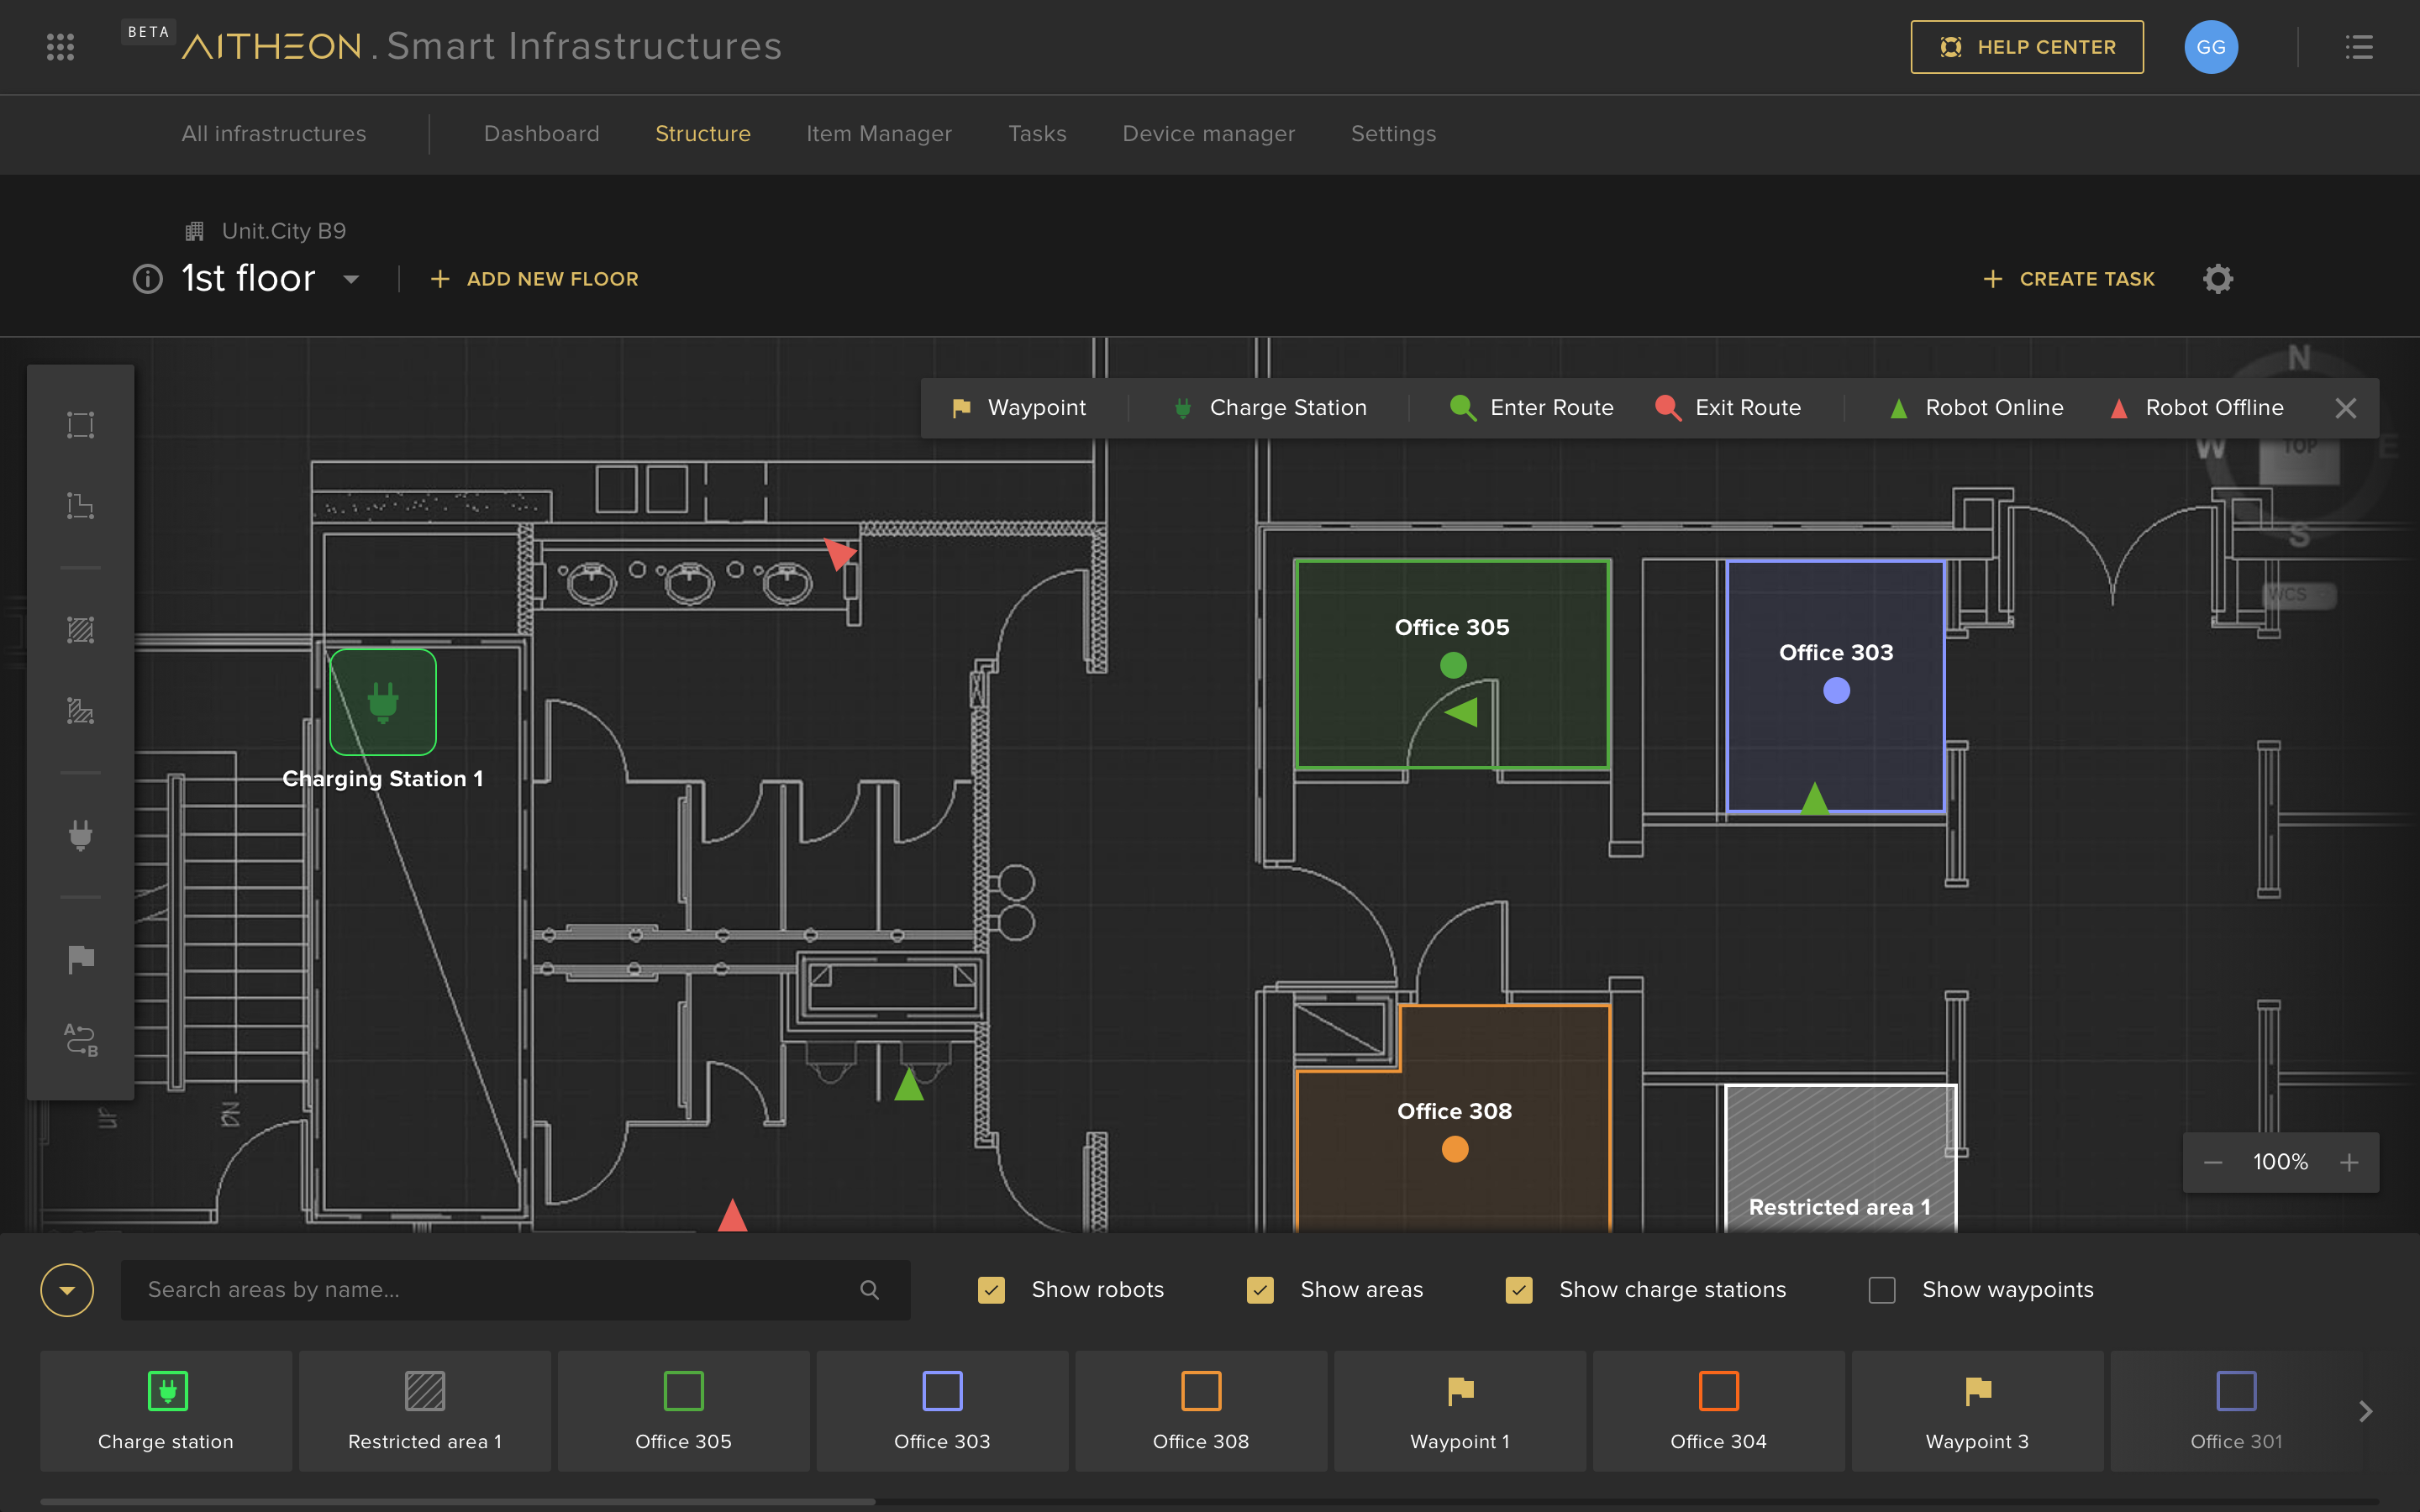 BETA
AITHEON . Smart Infrastructures
HELP CENTER
GG
All infrastructures
Dashboard
Structure
Item Manager
Tasks
Device manager
Settings
Unit.City B9
1st floor
ADD NEW FLOOR
CREATE TASK
Waypoint
Charge Station
Enter Route
Exit Route
Robot Online
Robot Offline
N
W
TOP
E
S
WCS
Office 305
Office 303
Charging Station 1
A
B
UP
DN
Office 308
Restricted area 1
100%
Search areas by name...
Show robots
Show areas
Show charge stations
Show waypoints
Charge station
Restricted area 1
Office 305
Office 303
Office 308
Waypoint 1
Office 304
Waypoint 3
Office 301